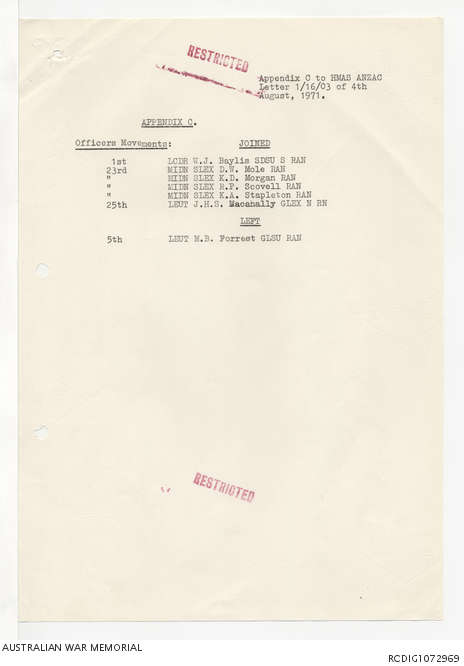 RESTRICTED
Appendix C to HMAS ANZAC
Letter 1/16/03 of 4th
August, 1971.
APPENDIX C.
Officers Movements: JOINED
1st LCDR W.J. Baylis SDSU S RAN
23rd MIDN SLEX D.W. Mole RAN
" MIDN SLEX K.D. Morgan RAN
" MIDN SLEX R.P. Scovell RAN
" MIDN SLEX K.A. Stapleton RAN
25th LEUT J.H.S. Macanally GLEX N RN
LEFT
5th LEUT M.B. Forrest GLSU RAN
RESTRICTED
AUSTRALIAN WAR MEMORIAL RCDIG1072969